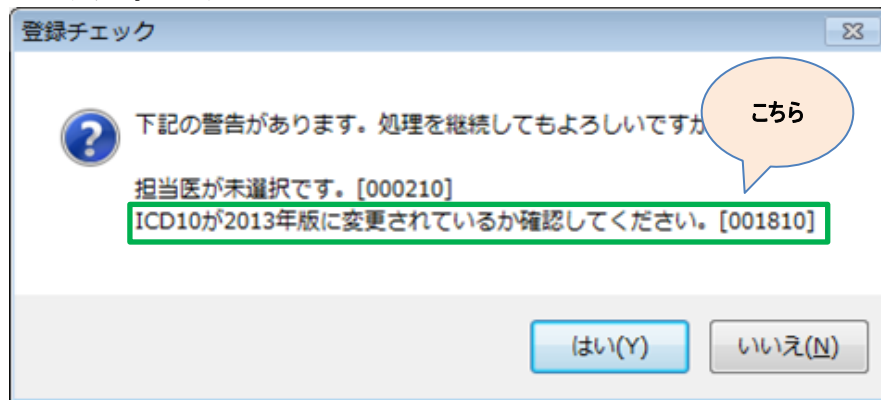 登録チェック
下記の警告があります。処理を継続してもよろしいですか
こちら
担当医が未選択です。[000210]
ICD10が2013年版に変更されているか確認してください。[001810]
はい(Y)
いいえ(N)